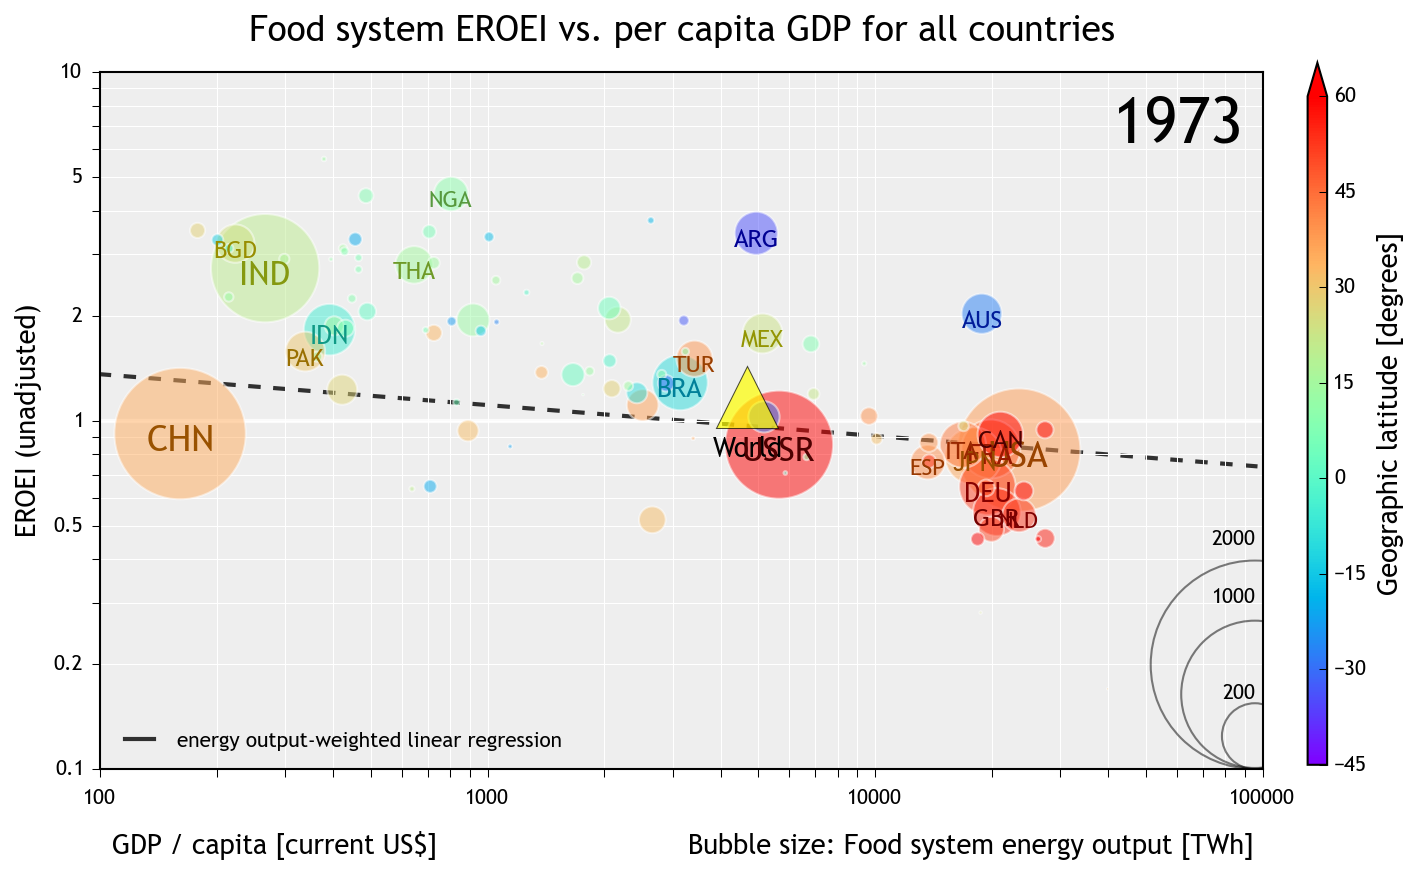 Food system EROEI vs. per capita GDP for all countries
1973
10
5
2
1
0.5
0.2
0.1
EROEI (unadjusted)
NGA
BGD
IND
THA
ARG
IDN
PAK
MEX
AUS
TUR
BRA
CHN
World
USSR
CAN
ITA
FRA
USA
JPN
ESP
DEU
GBR
NLD
2000
1000
200
energy output-weighted linear regression
100
1000
10000
100000
GDP / capita [current US$]
Bubble size: Food system energy output [TWh]
60
45
30
15
0
−15
−30
−45
Geographic latitude [degrees]